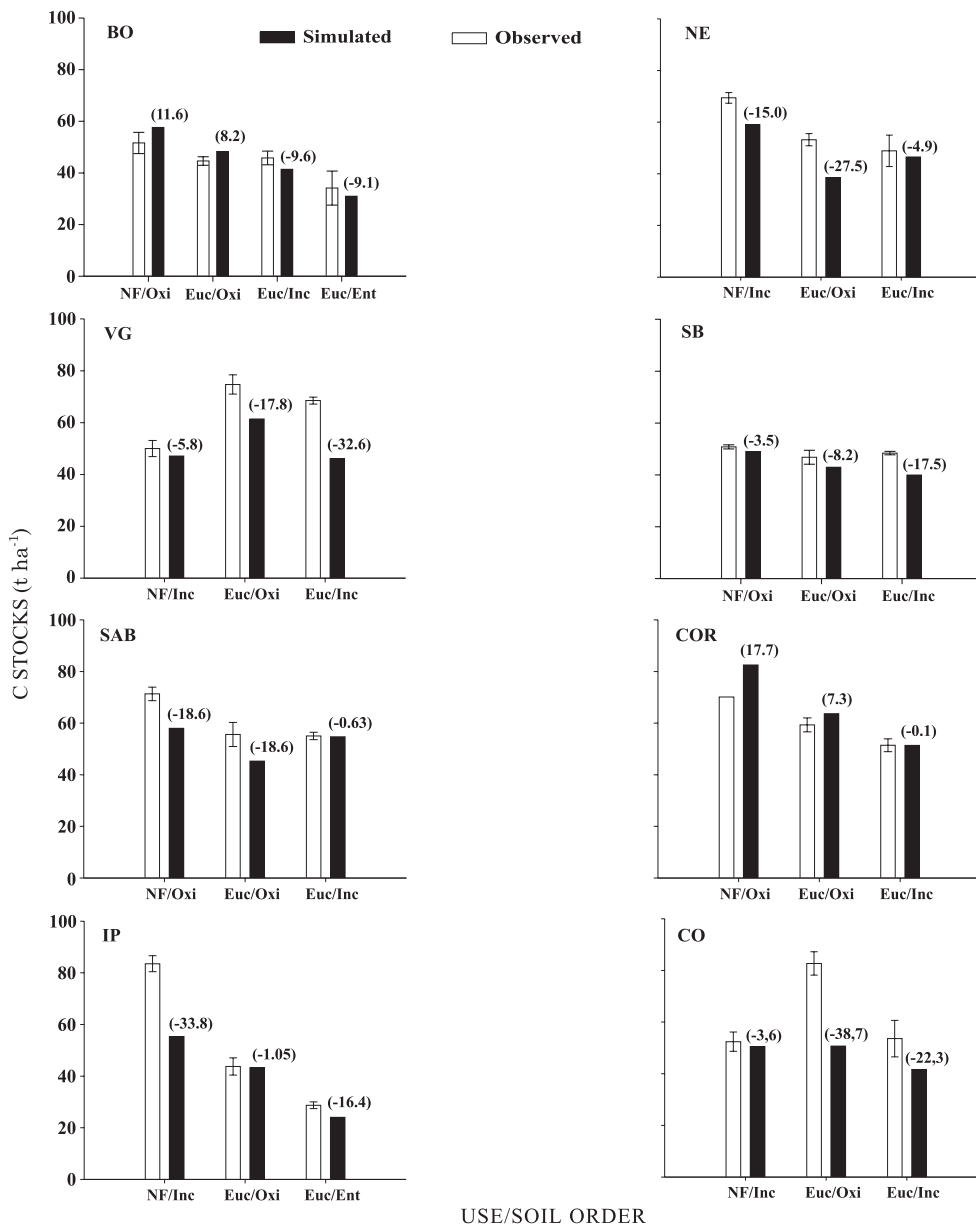 BO
Simulated
Observed
100
80
60
40
20
0
(11.6)
(8.2)
(-9.6)
(-9.1)
NF/Oxi Euc/Oxi Euc/Inc Euc/Ent
NE
(-15.0)
(-27.5)
(-4.9)
NF/Inc Euc/Oxi Euc/Inc
VG
100
80
60
40
20
0
(-5.8)
(-17.8)
(-32.6)
NF/Inc Euc/Oxi Euc/Inc
SB
(-3.5)
(-8.2)
(-17.5)
NF/Oxi Euc/Oxi Euc/Inc
C STOCKS (t ha-1)
SAB
100
80
60
40
20
0
(-18.6)
(-18.6)
(-0.63)
NF/Oxi Euc/Oxi Euc/Inc
COR
(17.7)
(7.3)
(-0.1)
NF/Oxi Euc/Oxi Euc/Inc
IP
100
80
60
40
20
0
(-33.8)
(-1.05)
(-16.4)
NF/Inc Euc/Oxi Euc/Ent
CO
(-3,6)
(-38,7)
(-22,3)
NF/Inc Euc/Oxi Euc/Inc
USE/SOIL ORDER